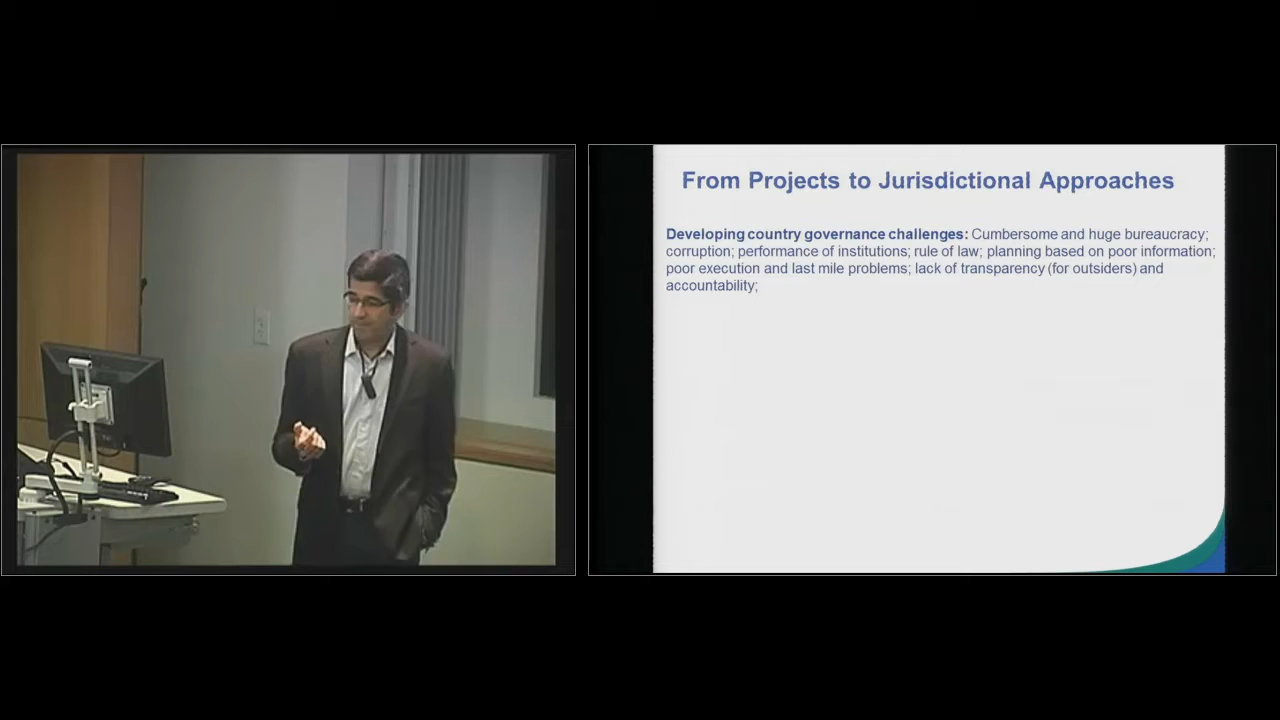 From Projects to Jurisdictional Approaches
Developing country governance challenges: Cumbersome and huge bureaucracy;
corruption; performance of institutions; rule of law; planning based on poor information;
poor execution and last mile problems; lack of transparency (for outsiders) and
accountability;